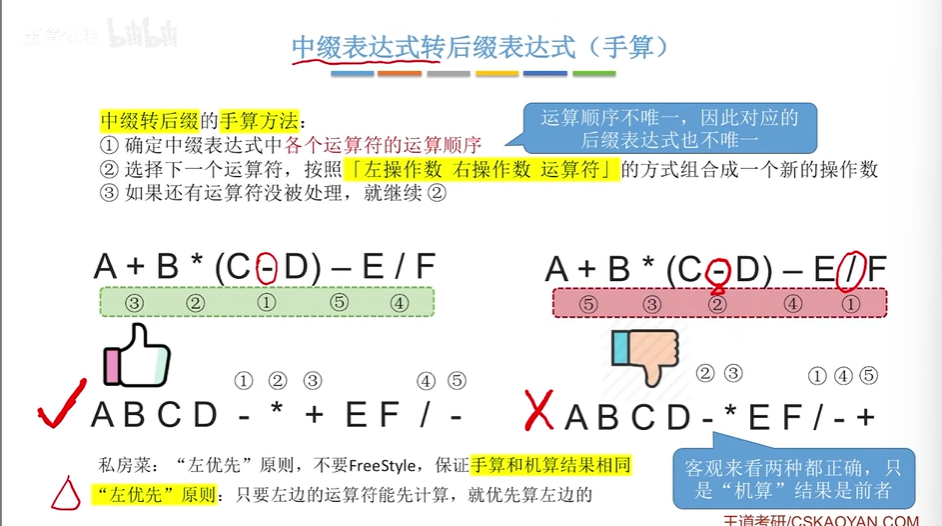 bilibili
中缀表达式转后缀表达式（手算）
中缀转后缀的手算方法：
① 确定中缀表达式中各个运算符的运算顺序
② 选择下一个运算符，按照「左操作数 右操作数 运算符」的方式组合成一个新的操作数
③ 如果还有运算符没被处理，就继续 ②
运算顺序不唯一，因此对应的
后缀表达式也不唯一
A + B * (C - D) – E / F
③ ② ① ⑤ ④
① ② ③ ④ ⑤
A B C D - * + E F / -
A + B * (C - D) – E / F
⑤ ③ ② ④ ①
② ③ ① ④ ⑤
A B C D - * E F / - +
私房菜：“左优先”原则，不要FreeStyle，保证手算和机算结果相同
“左优先”原则：只要左边的运算符能先计算，就优先算左边的
客观来看两种都正确，只
是“机算”结果是前者
王道考研/CSKAOYAN.COM